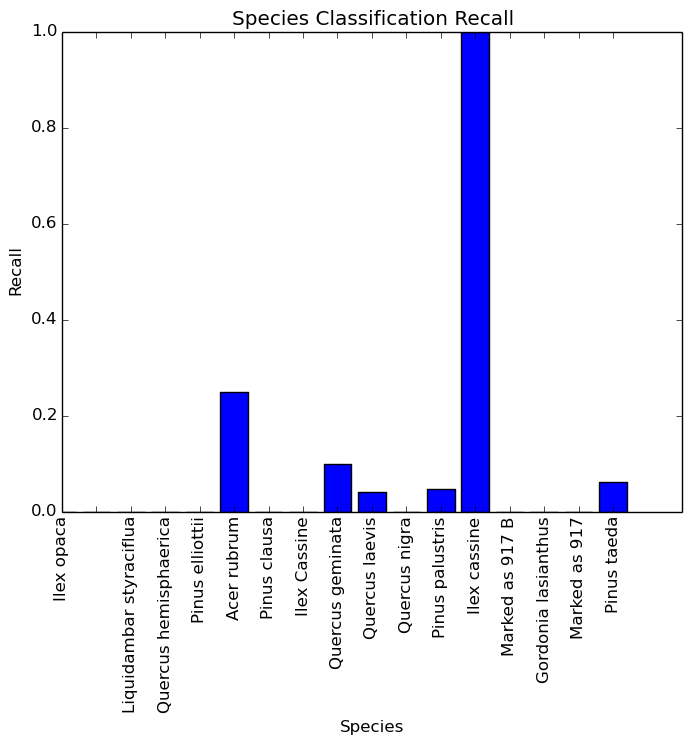 Species Classification Recall
1.0
0.8
0.6
0.4
0.2
0.0
Recall
Ilex opaca
Liquidambar styraciflua
Quercus hemisphaerica
Pinus elliottii
Acer rubrum
Pinus clausa
Ilex Cassine
Quercus geminata
Quercus laevis
Quercus nigra
Pinus palustris
Ilex cassine
Marked as 917 B
Gordonia lasianthus
Marked as 917
Pinus taeda
Species